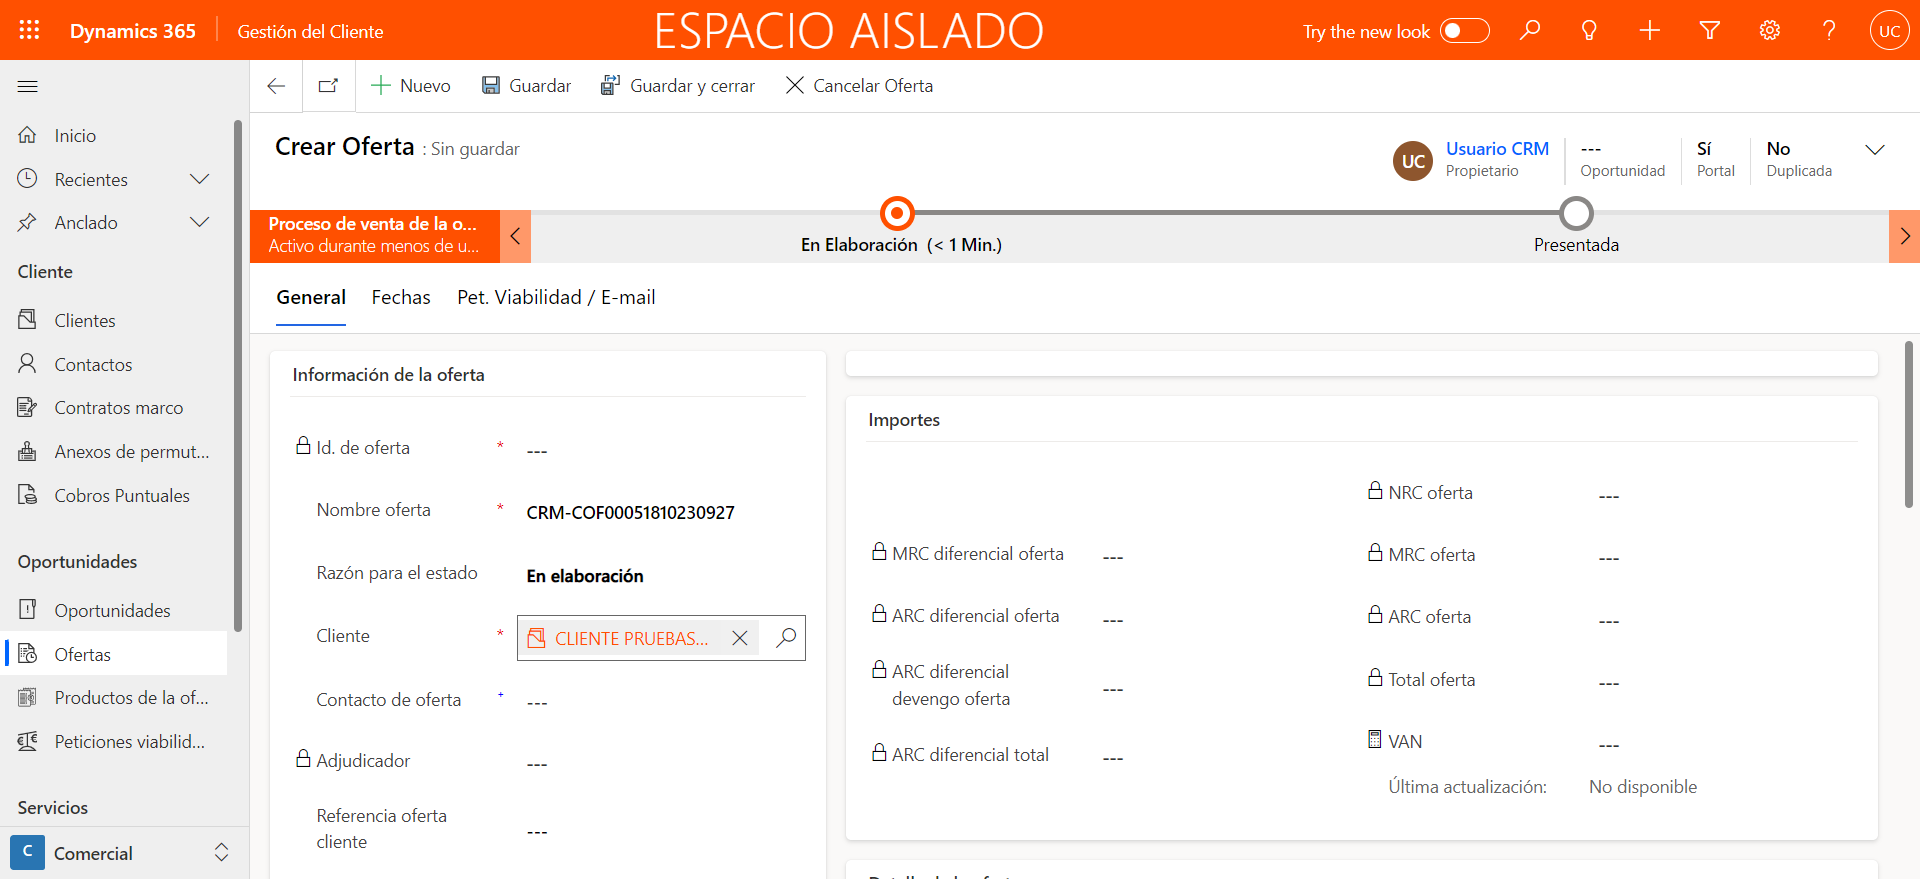 Dynamics 365
Gestión del Cliente
ESPACIO AISLADO
Try the new look
UC
Nuevo
Guardar
Guardar y cerrar
Cancelar Oferta
Inicio
Recientes
Anclado
Cliente
Clientes
Contactos
Contratos marco
Anexos de permut...
Cobros Puntuales
Oportunidades
Oportunidades
Ofertas
Productos de la of...
Peticiones viabilid...
Servicios
C
Comercial
Crear Oferta : Sin guardar
UC
Usuario CRM
Propietario
---
Oportunidad
Sí
Portal
No
Duplicada
Proceso de venta de la o...
Activo durante menos de u...
En Elaboración (< 1 Min.)
Presentada
General
Fechas
Pet. Viabilidad / E-mail
Información de la oferta
Id. de oferta * ---
Nombre oferta * CRM-COF00051810230927
Razón para el estado En elaboración
Cliente * CLIENTE PRUEBAS...
Contacto de oferta + ---
Adjudicador ---
Referencia oferta
cliente ---
Importes
MRC diferencial oferta ---
ARC diferencial oferta ---
ARC diferencial
devengo oferta ---
ARC diferencial total ---
NRC oferta ---
MRC oferta ---
ARC oferta ---
Total oferta ---
VAN ---
Última actualización: No disponible